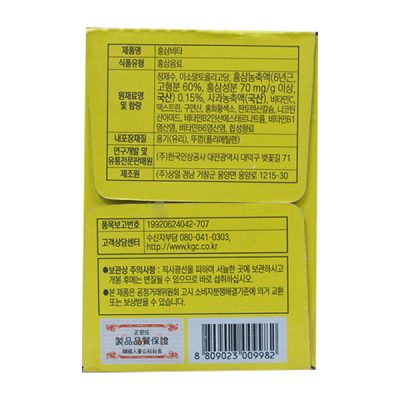 제품명 홍삼비타
식품유형 홍삼음료
원재료명 및 함량 정제수, 이소말토올리고당, 홍삼농축액(6년근,
고형분 60%, 홍삼성분 70 mg/g 이상,
국산) 0.15%, 사과농축액(국산), 비타민C,
덱스트린, 구연산, 홍화황색소, 판토텐산칼슘, 니코틴
산아미드, 비타민B2인산에스테르나트륨, 비타민B1
염산염, 비타민B6염산염, 합성향료
내포장재질 용기(유리), 뚜껑(폴리에틸렌)
연구개발 및
유통전문판매원 (주)한국인삼공사 대전광역시 대덕구 벚꽃길 71
제조원 (주)삼일 경남 거창군 웅양면 웅양로 1215-30
품목보고번호 19920624042-707
고객상담센터 수신자부담 080-041-0303,
http://www.kgc.co.kr
●보관상 주의사항 : 직사광선을 피하여 서늘한 곳에 보관하시고
개봉 후에는 변질될 수 있으므로 바로 섭취하십시오.
●본 제품은 공정거래위원회 고시 소비자분쟁해결기준에 의거 교환
또는 보상받을 수 있습니다.
正官庄
製品品質保證
韓國人蔘公社社長
8 809023 009982